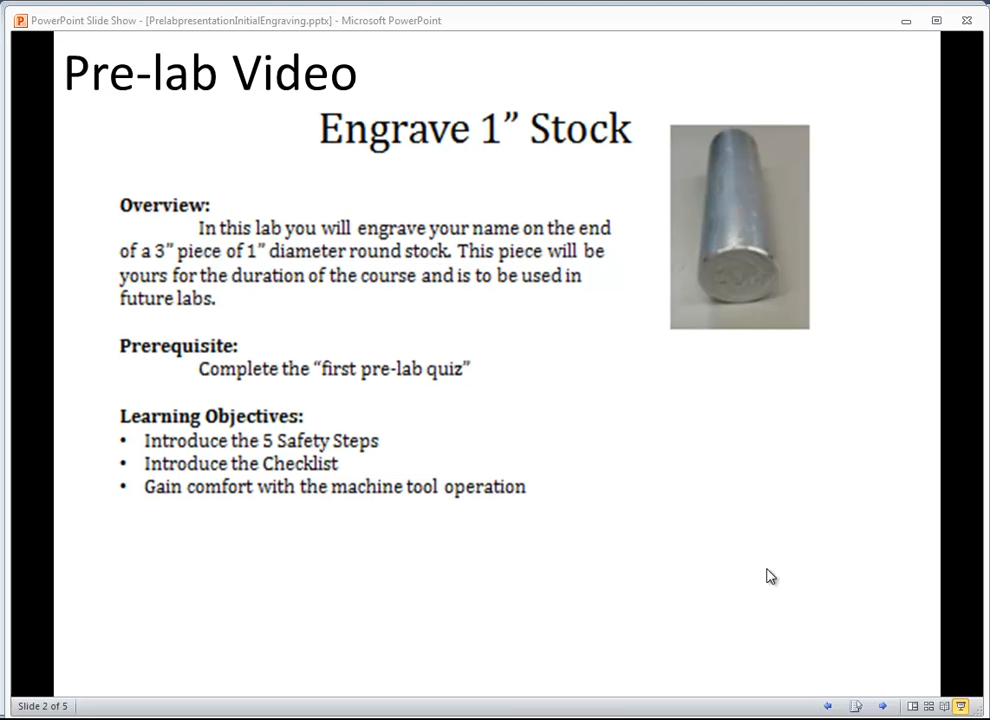 PowerPoint Slide Show - [PrelabpresentationInitialEngraving.pptx] - Microsoft PowerPoint
Pre-lab Video
Engrave 1” Stock
Overview:
In this lab you will engrave your name on the end
of a 3” piece of 1” diameter round stock. This piece will be
yours for the duration of the course and is to be used in
future labs.
Prerequisite:
Complete the “first pre-lab quiz”
Learning Objectives:
• Introduce the 5 Safety Steps
• Introduce the Checklist
• Gain comfort with the machine tool operation
Slide 2 of 5